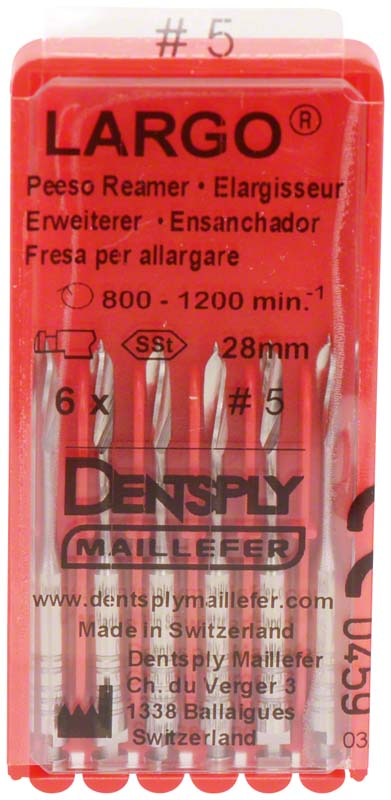 # 5
LARGO®
Peeso Reamer • Elargisseur
Erweiterer • Ensanchador
Fresa per allargare
800 - 1200 min.-1
SSt 28mm
6 x # 5
DENTSPLY
MAILLEFER
www.dentsplymaillefer.com
Made in Switzerland
Dentsply Maillefer
Ch. du Verger 3
1338 Ballaigues
Switzerland
CE 0459
03